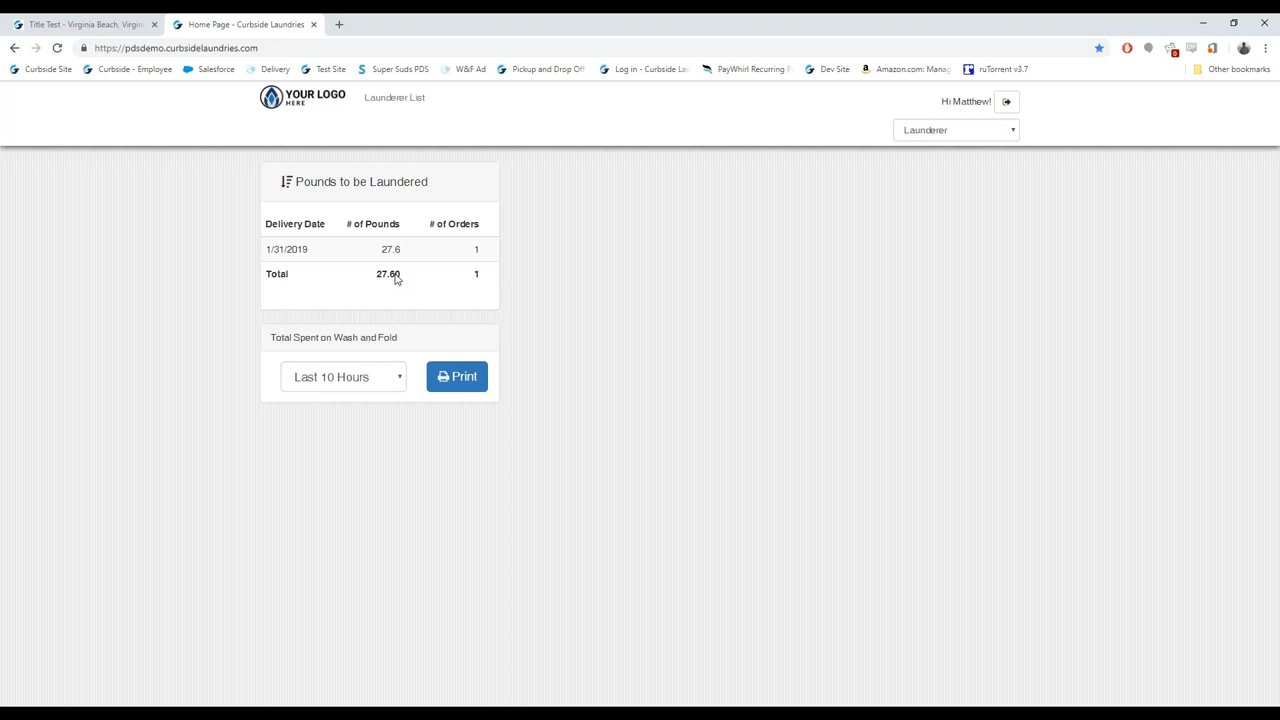 Title Test - Virginia Beach, Virgini
Home Page - Curbside Laundries
https://pdsdemo.curbsidelaundries.com
Curbside Site
Curbside - Employee
Salesforce
Delivery
Test Site
Super Suds PDS
W&F Ad
Pickup and Drop Off
Log in - Curbside La
PayWhirl Recurring P
Dev Site
Amazon.com: Mana
ruTorrent v3.7
Other bookmarks
YOUR LOGO
HERE
Launderer List
Hi Matthew!
Launderer
Pounds to be Laundered
Delivery Date # of Pounds # of Orders
1/31/2019 27.6 1
Total 27.60 1
Total Spent on Wash and Fold
Last 10 Hours
Print